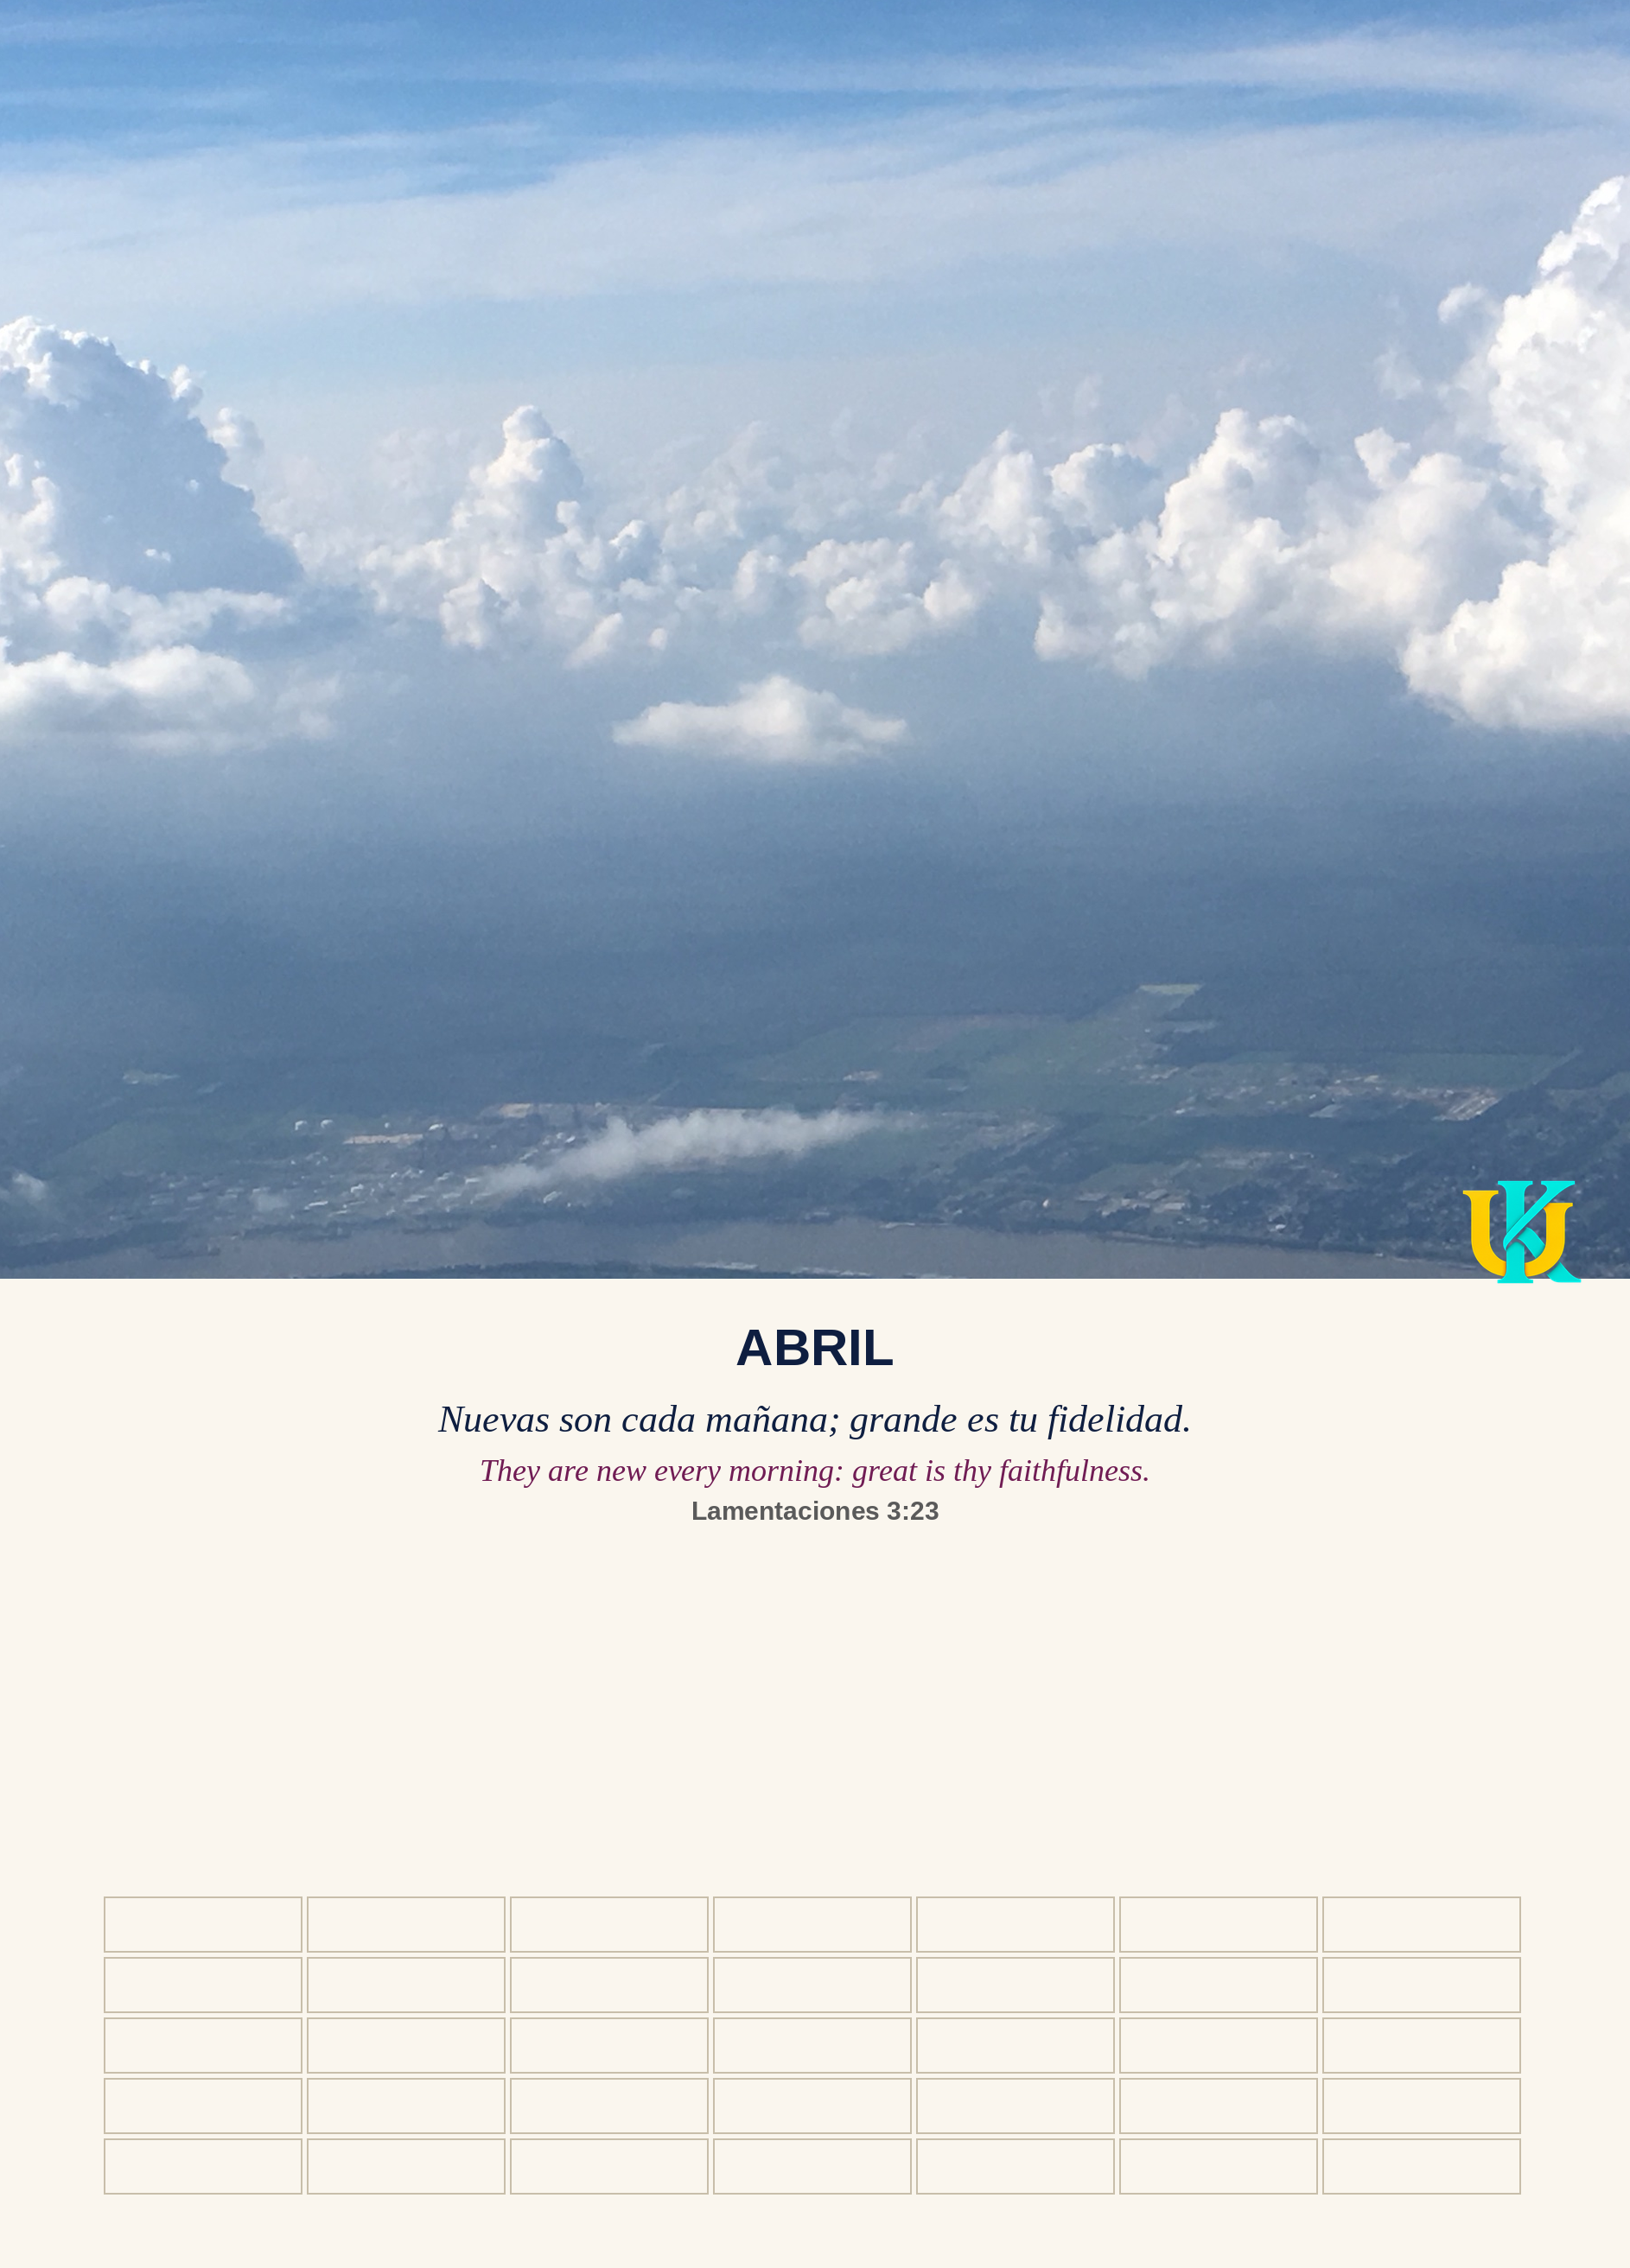 UK
ABRIL
Nuevas son cada mañana; grande es tu fidelidad.
They are new every morning: great is thy faithfulness.
Lamentaciones 3:23